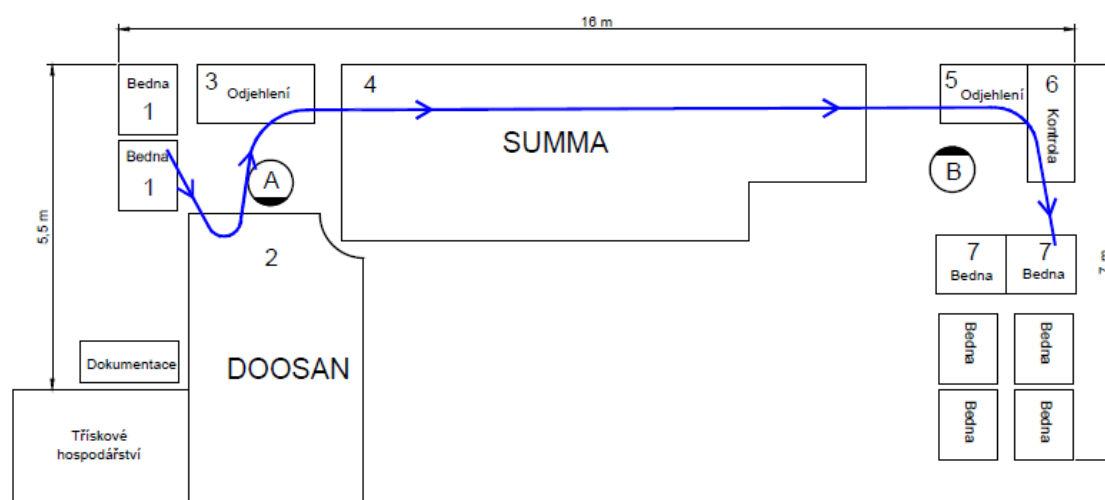 16 m
Bedna
1
3
Odjehlení
4
5
Odjehlení
6
Kontrola
SUMMA
Bedna
1
A
B
5,5 m
2
7
Bedna
7
Bedna
7 m
Bedna
Bedna
Dokumentace
DOOSAN
Bedna
Bedna
Třískové
hospodářství